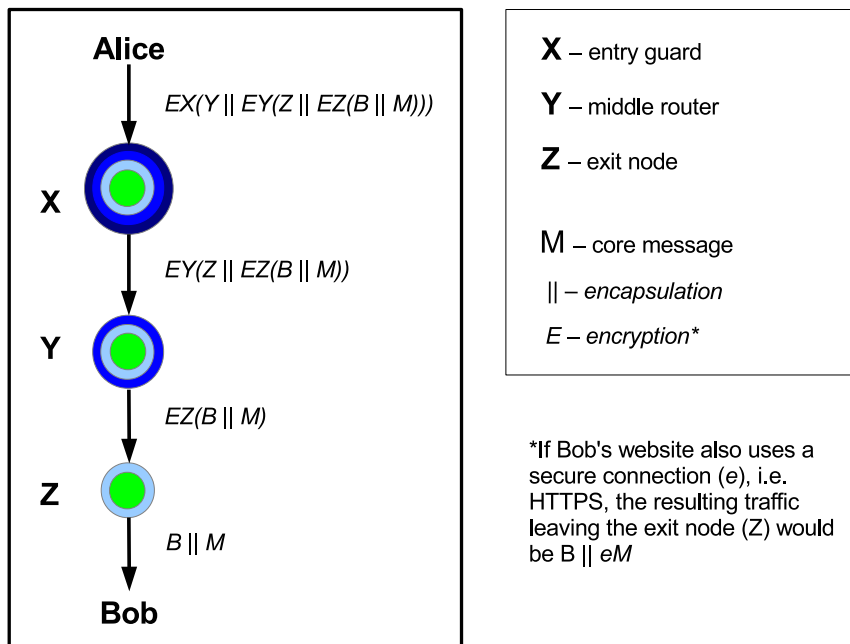 Alice
EX(Y || EY(Z || EZ(B || M)))
X
EY(Z || EZ(B || M))
Y
EZ(B || M)
Z
B || M
Bob
X – entry guard
Y – middle router
Z – exit node
M – core message
|| – encapsulation
E – encryption*
*If Bob's website also uses a
secure connection (e), i.e.
HTTPS, the resulting traffic
leaving the exit node (Z) would
be B || eM